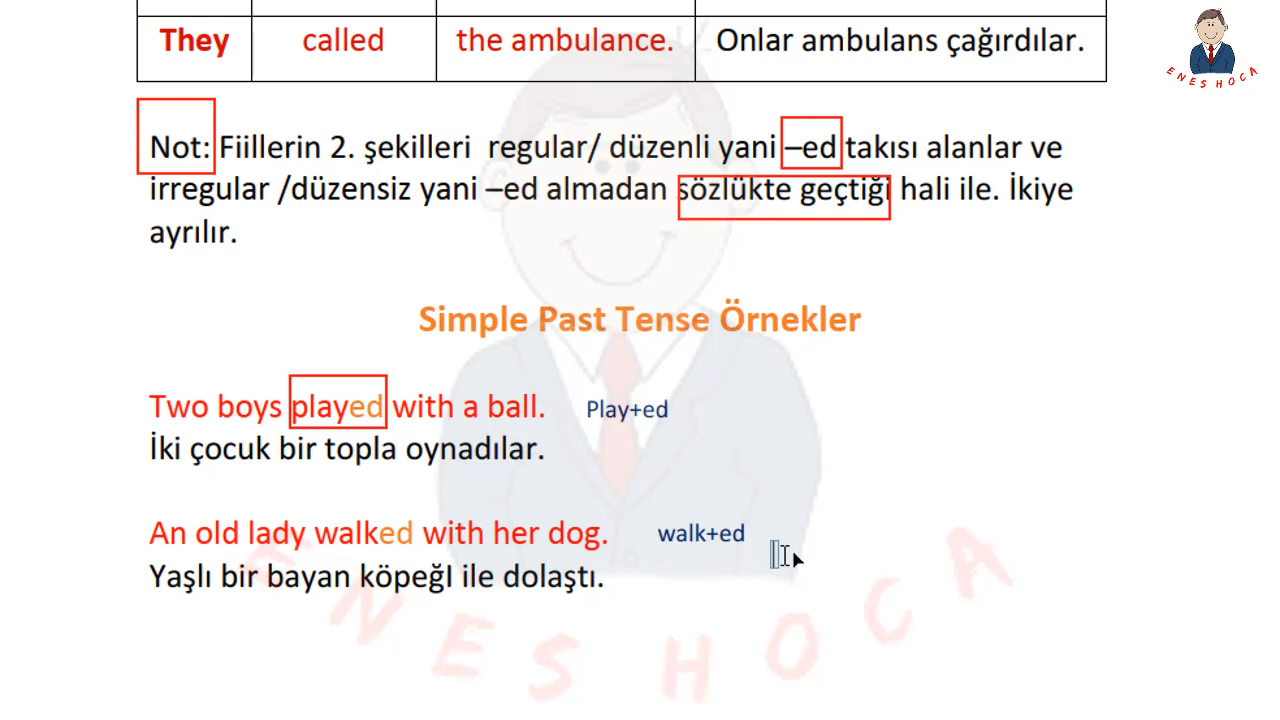 They called the ambulance. Onlar ambulans çağırdılar.
ENES HOCA
Not: Fiillerin 2. şekilleri regular/ düzenli yani –ed takısı alanlar ve
irregular /düzensiz yani –ed almadan sözlükte geçtiği hali ile. İkiye
ayrılır.
Simple Past Tense Örnekler
Two boys played with a ball. Play+ed
İki çocuk bir topla oynadılar.
An old lady walked with her dog. walk+ed
Yaşlı bir bayan köpeğI ile dolaştı.
ENES HOCA